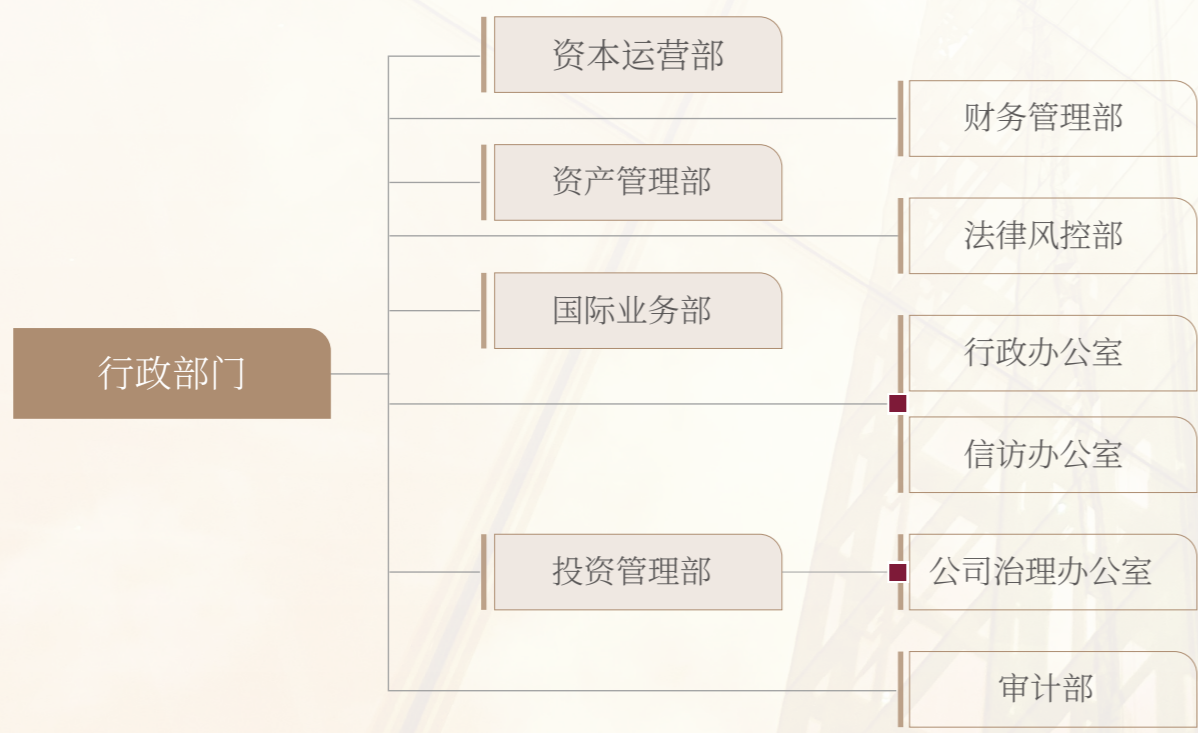 资本运营部
财务管理部
资产管理部
法律风控部
国际业务部
行政办公室
行政部门
信访办公室
投资管理部
公司治理办公室
审计部